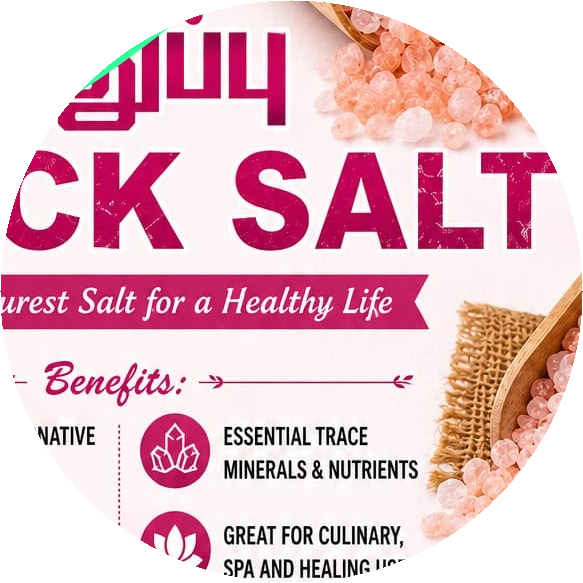 CK SALT
urest Salt for a Healthy Life
Benefits:
NATIVE
ESSENTIAL TRACE
MINERALS & NUTRIENTS
GREAT FOR CULINARY,
SPA AND HEALING